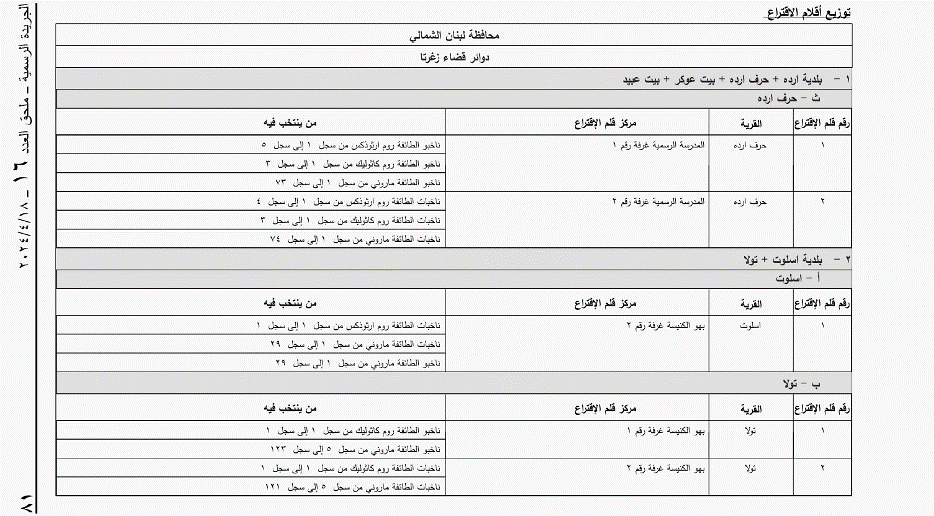 الجريدة الرسمية – ملحق العدد ١٦ – ٢٠٢٤/٤/١٨
توزيع أقلام الاقتراع
محافظة لبنان الشمالي
دوائر قضاء زغرتا
١ – بلدية ارده + حرف ارده + بيت عوكر + بيت عبيد
ث – حرف ارده
رقم قلم الإقتراع القرية مركز قلم الإقتراع من ينتخب فيه
١ حرف ارده المدرسة الرسمية غرفة رقم ١ ناخبو الطائفة روم ارثوذكس من سجل ١ إلى سجل ٥
ناخبو الطائفة روم كاثوليك من سجل ١ إلى سجل ٣
ناخبو الطائفة ماروني من سجل ١ إلى سجل ٧٣
٢ حرف ارده المدرسة الرسمية غرفة رقم ٢ ناخبات الطائفة روم ارثوذكس من سجل ١ إلى سجل ٤
ناخبات الطائفة روم كاثوليك من سجل ١ إلى سجل ٣
ناخبات الطائفة ماروني من سجل ١ إلى سجل ٧٤
٢ – بلدية اسلوت + تولا
أ – اسلوت
رقم قلم الإقتراع القرية مركز قلم الإقتراع من ينتخب فيه
١ اسلوت بهو الكنيسة غرفة رقم ٢ ناخبات الطائفة روم ارثوذكس من سجل ١ إلى سجل ١
ناخبات الطائفة ماروني من سجل ١ إلى سجل ٢٩
ناخبو الطائفة ماروني من سجل ١ إلى سجل ٢٩
ب – تولا
رقم قلم الإقتراع القرية مركز قلم الإقتراع من ينتخب فيه
١ تولا بهو الكنيسة غرفة رقم ١ ناخبو الطائفة روم كاثوليك من سجل ١ إلى سجل ١
ناخبو الطائفة ماروني من سجل ٥ إلى سجل ١٢٣
٢ تولا بهو الكنيسة غرفة رقم ٢ ناخبات الطائفة روم كاثوليك من سجل ١ إلى سجل ١
ناخبات الطائفة ماروني من سجل ٥ إلى سجل ١٢١
٨١